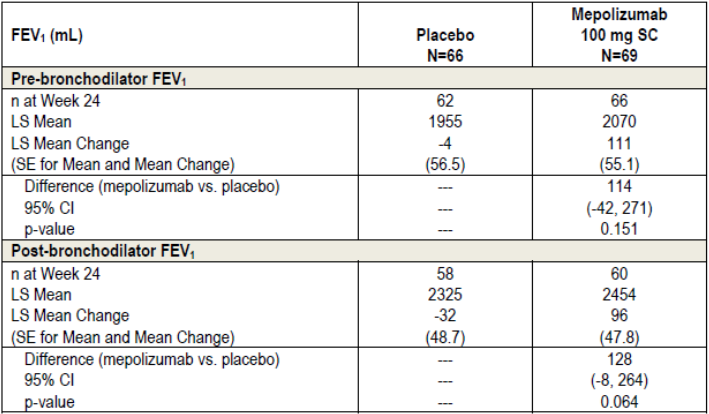 FEV₁ (mL) Placebo N=66 Mepolizumab 100 mg SC N=69
Pre-bronchodilator FEV₁
n at Week 24 62 66
LS Mean 1955 2070
LS Mean Change -4 111
(SE for Mean and Mean Change) (56.5) (55.1)
Difference (mepolizumab vs. placebo) --- 114
95% CI --- (-42, 271)
p-value --- 0.151
Post-bronchodilator FEV₁
n at Week 24 58 60
LS Mean 2325 2454
LS Mean Change -32 96
(SE for Mean and Mean Change) (48.7) (47.8)
Difference (mepolizumab vs. placebo) --- 128
95% CI --- (-8, 264)
p-value --- 0.064